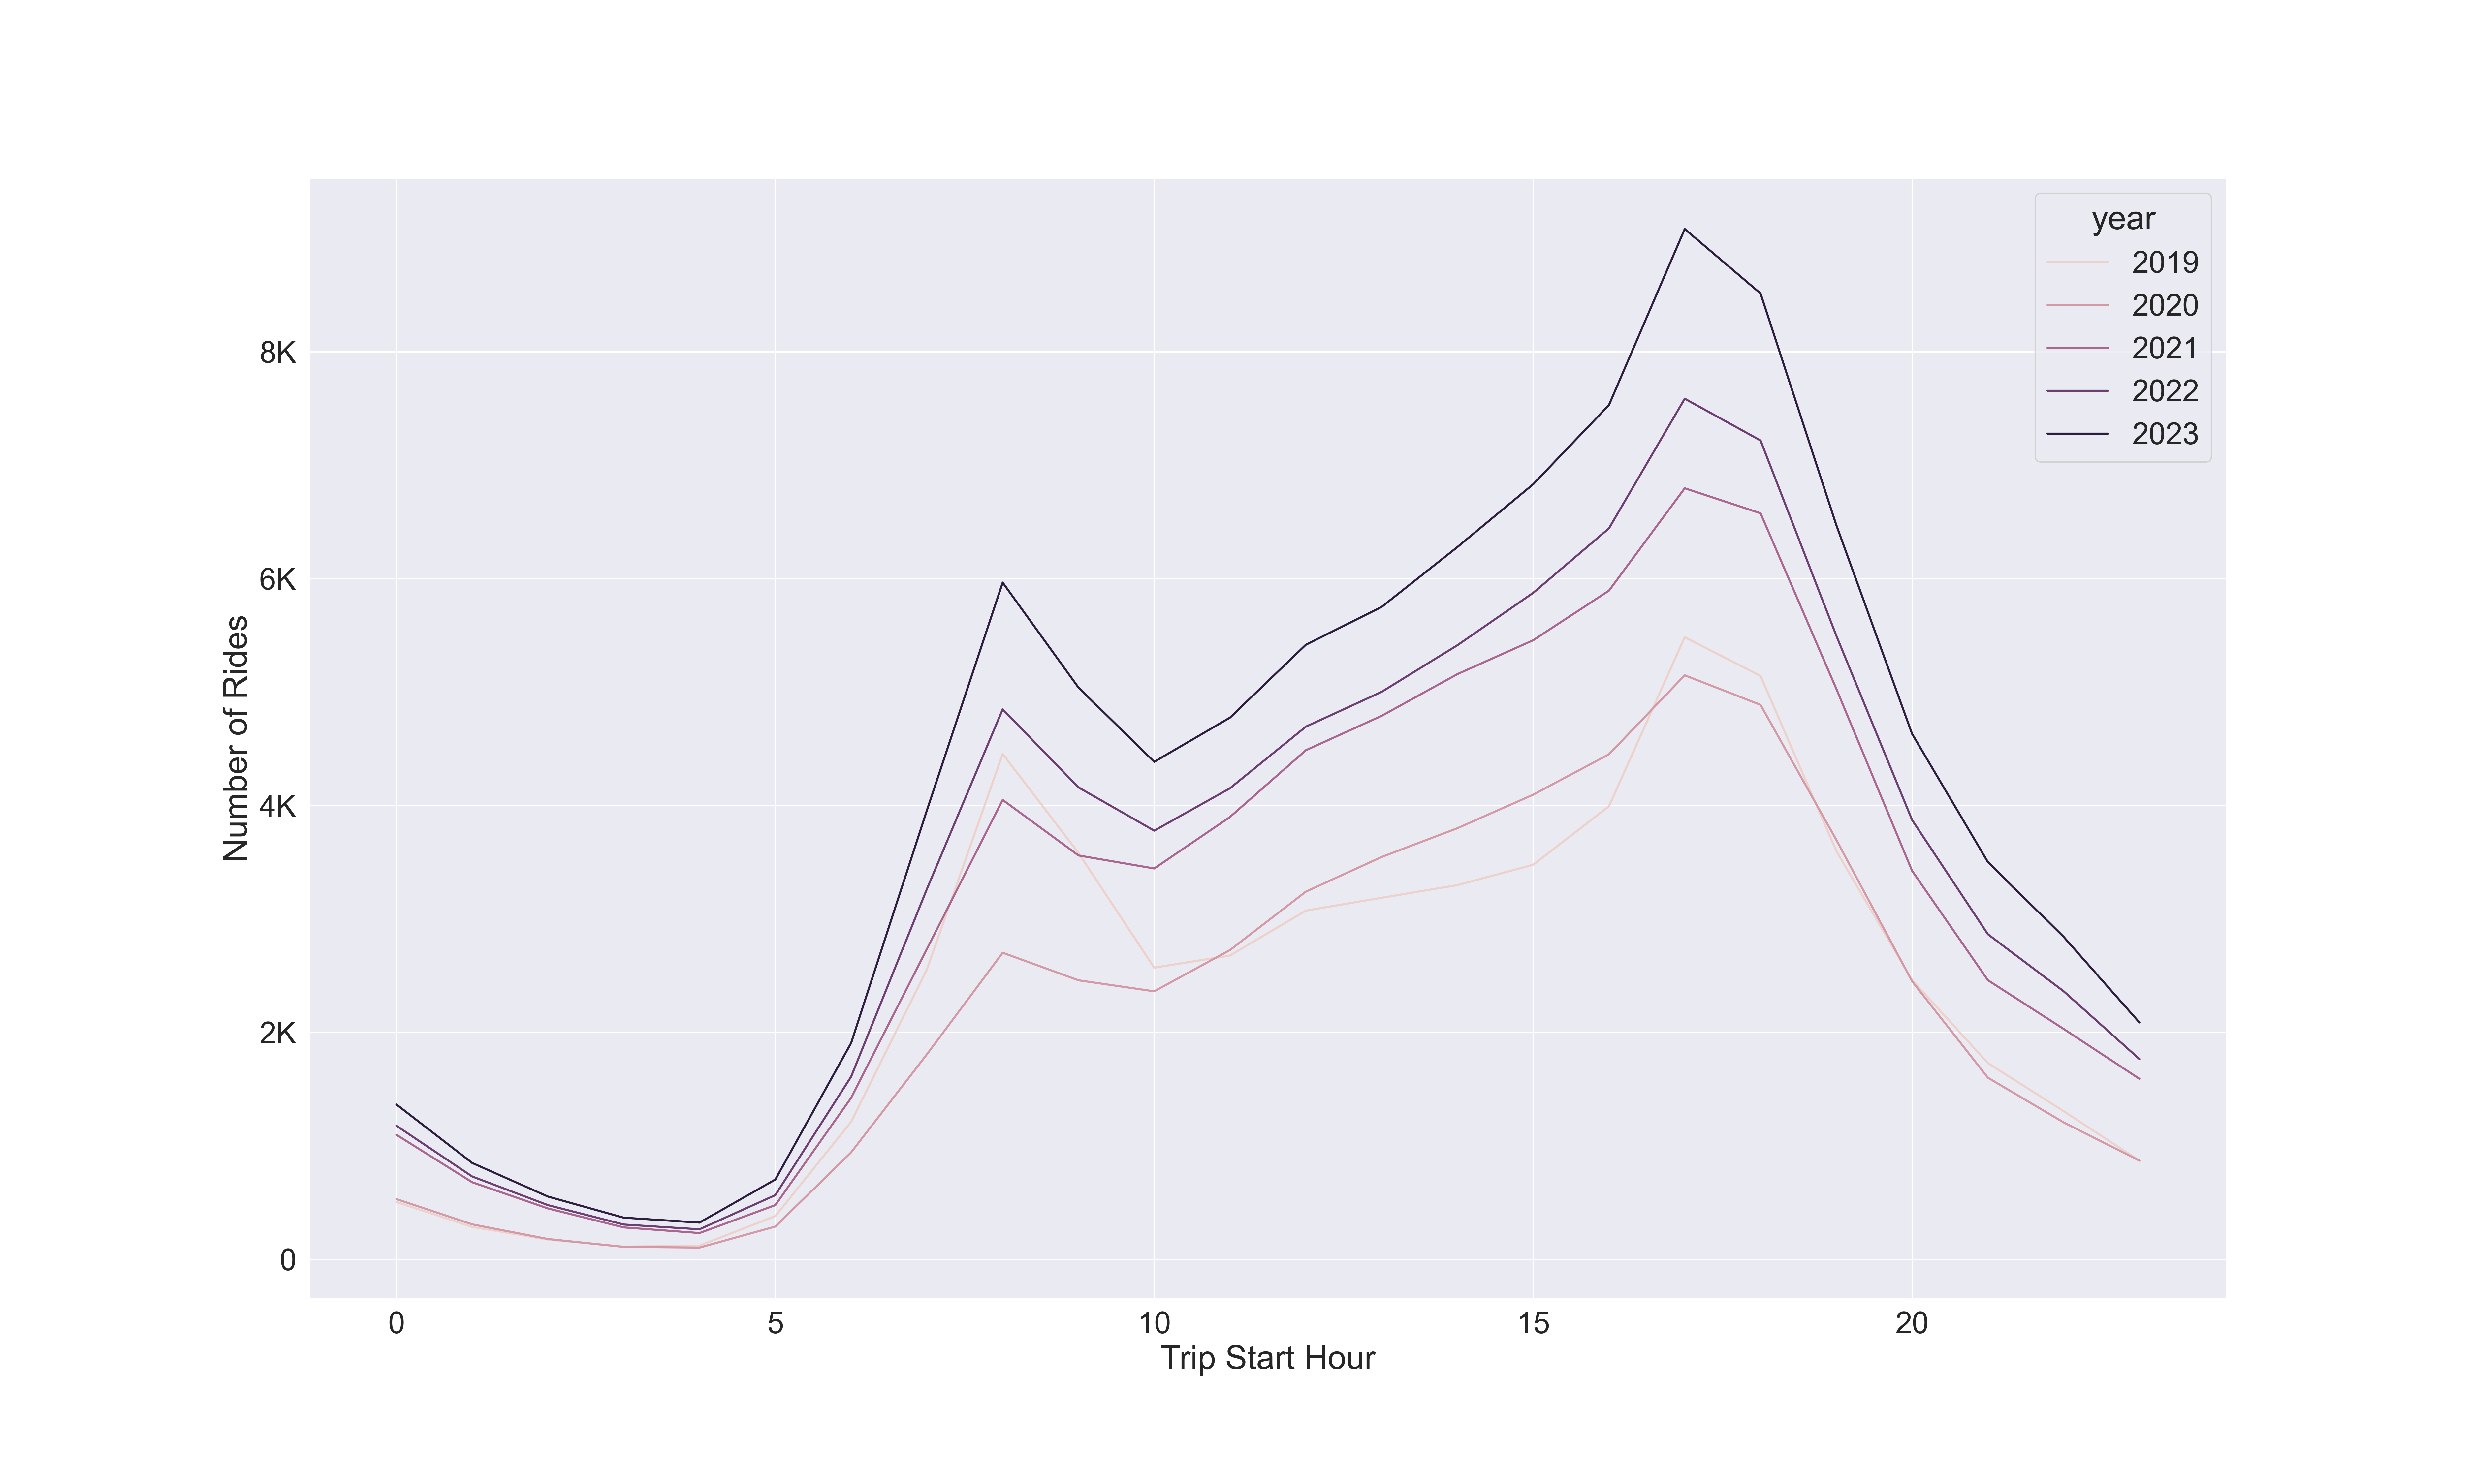 year
2019
2020
2021
2022
2023
8K
6K
4K
2K
0
Number of Rides
0 5 10 15 20
Trip Start Hour